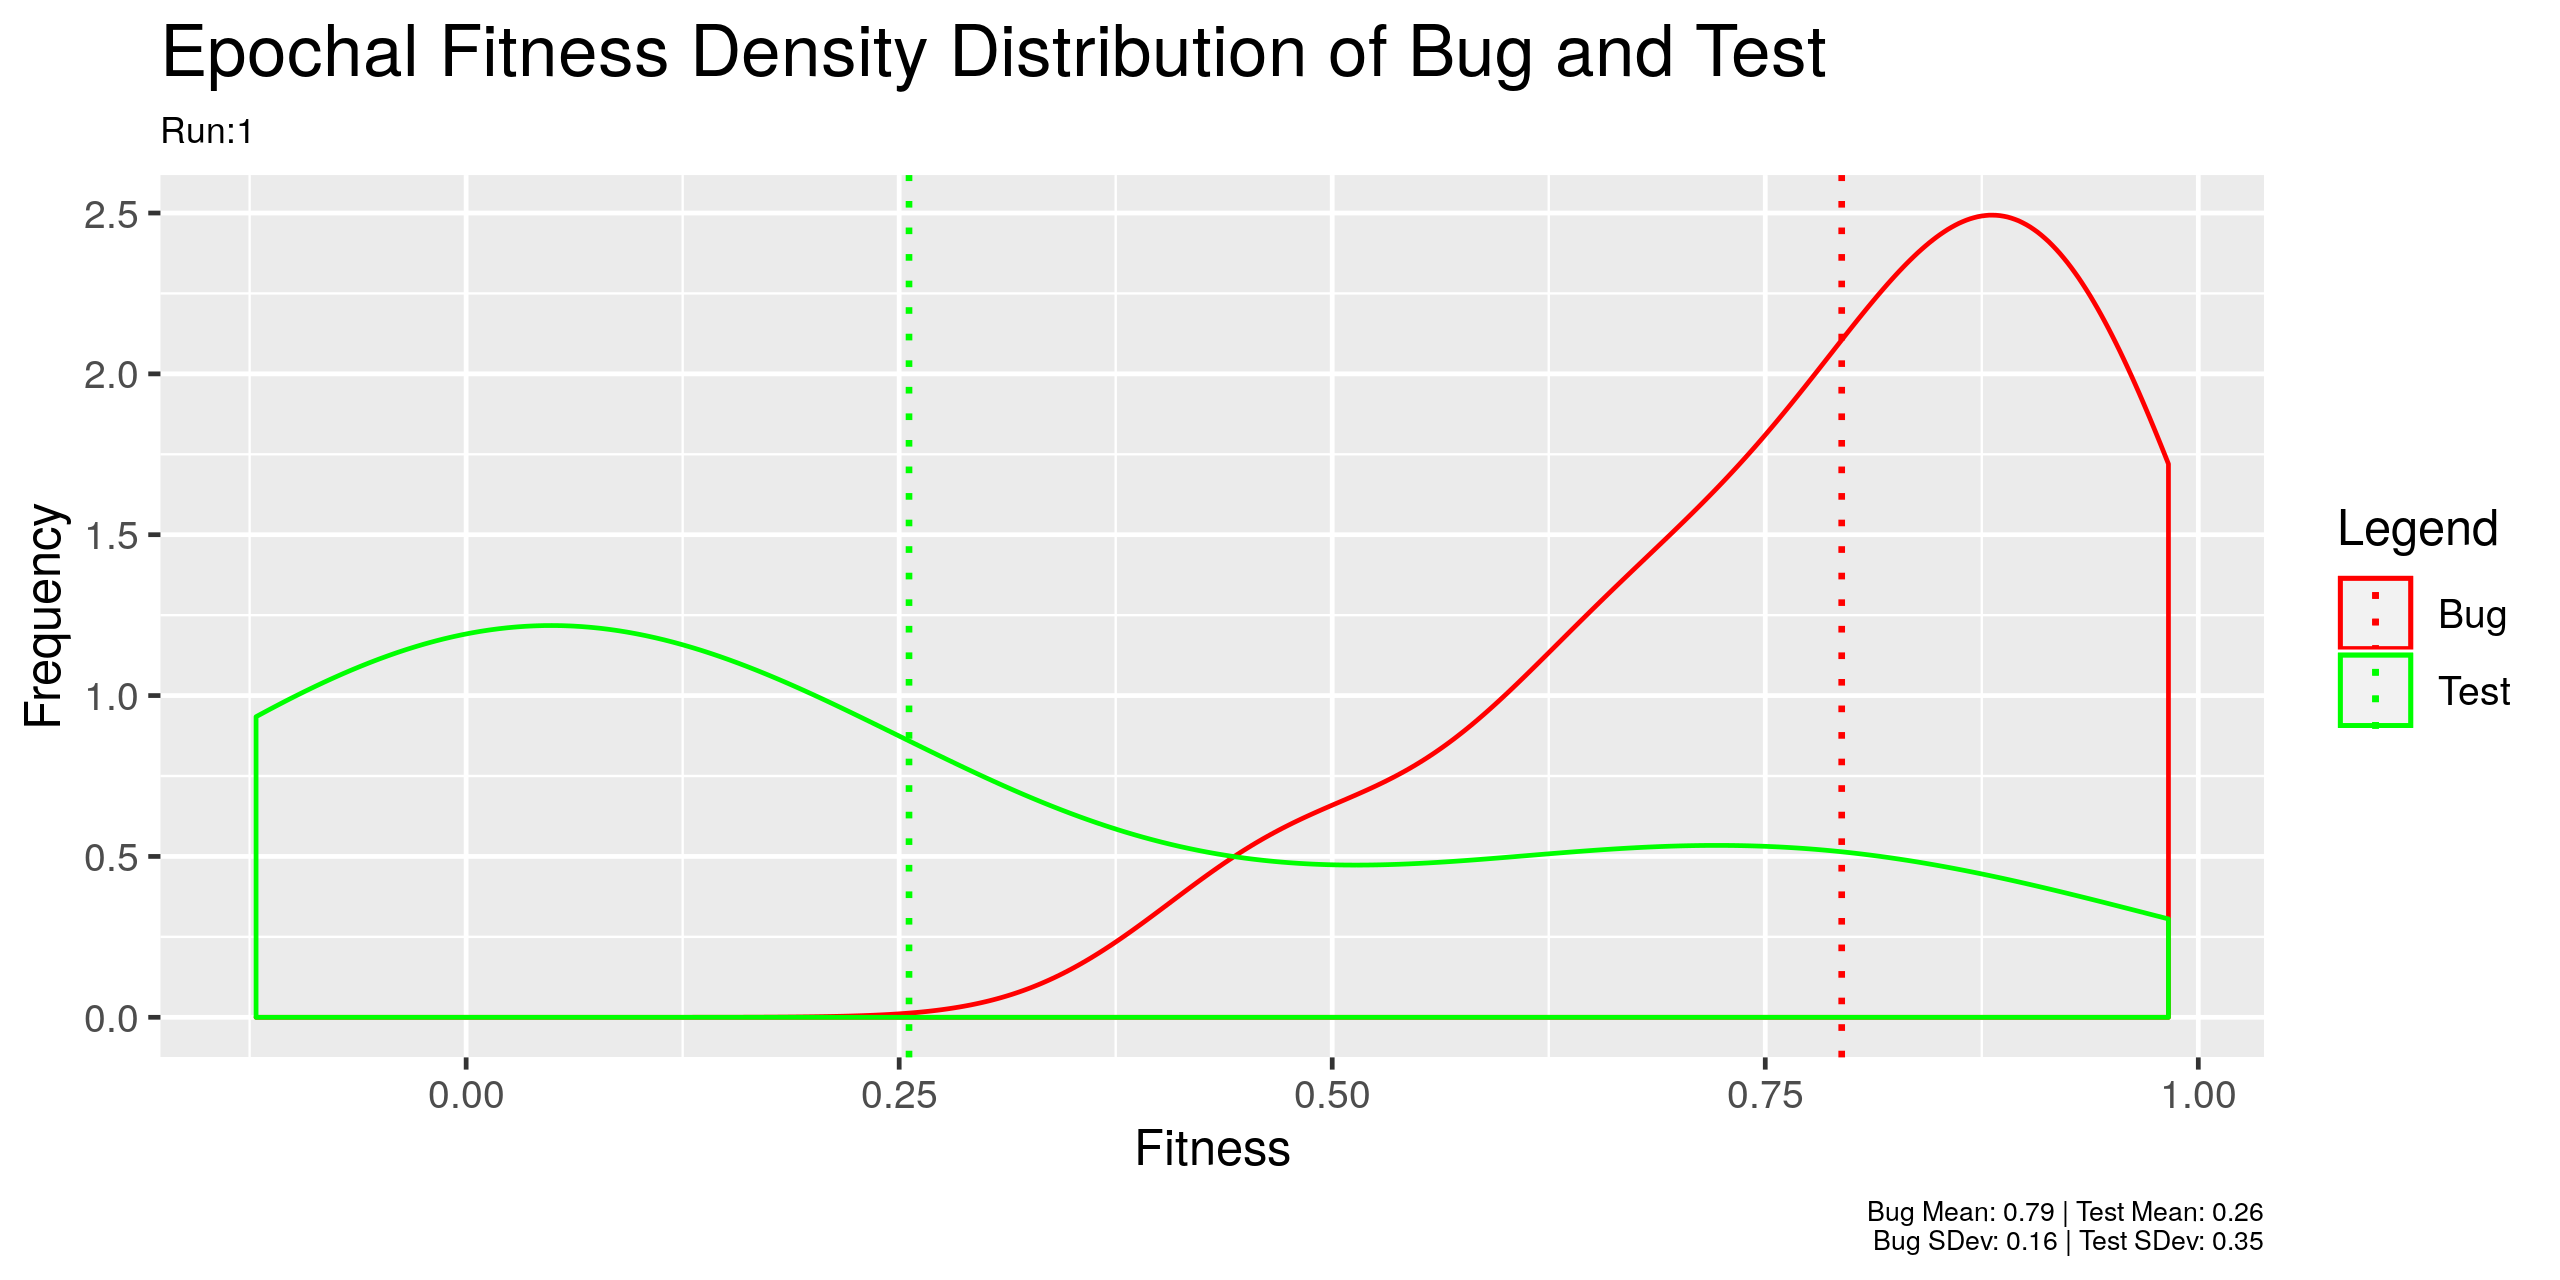 Epochal Fitness Density Distribution of Bug and Test
Run:1
Frequency
2.5
2.0
1.5
1.0
0.5
0.0
0.00 0.25 0.50 0.75 1.00
Fitness
Legend
Bug
Test
Bug Mean: 0.79 | Test Mean: 0.26
Bug SDev: 0.16 | Test SDev: 0.35